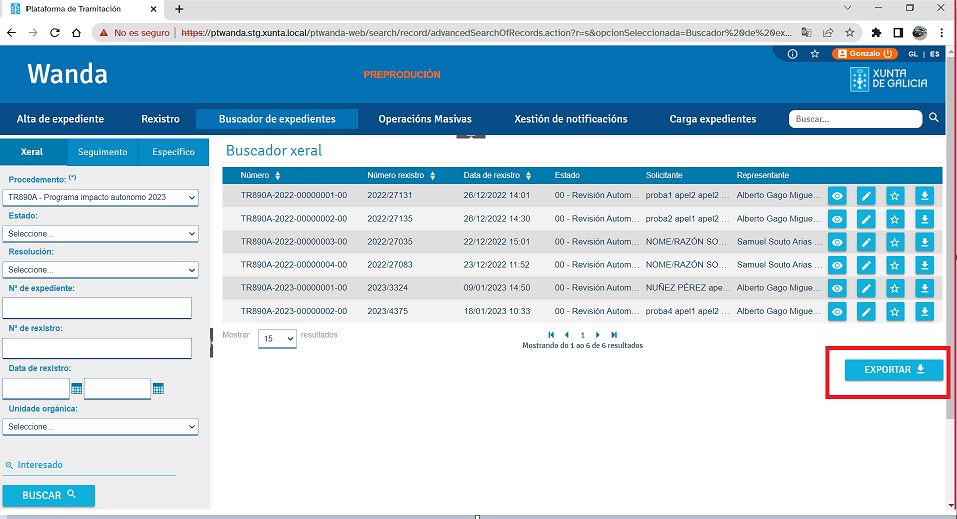 Plataforma de Tramitación
No es seguro | https://ptwanda.stg.xunta.local/ptwanda-web/search/record/advancedSearchOfRecords.action?r=s&opcionSeleccionada=Buscador%20de%20ex...
Wanda
PREPRODUCIÓN
Gonzalo
GL | ES
XUNTA
DE GALICIA
Alta de expediente Rexistro Buscador de expedientes Operacións Masivas Xestión de notificacións Carga expedientes Buscar...
Xeral Seguimento Específico
Procedemento: (*)
TR890A - Programa impacto autonomo 2023
Estado:
Seleccione...
Resolución:
Seleccione...
Nº de expediente:
Nº de rexistro:
Data de rexistro:
Unidade orgánica:
Seleccione...
Interesado
BUSCAR
Buscador xeral
Número Número rexistro Data de rexistro Estado Solicitante Representante
TR890A-2022-00000001-00 2022/27131 26/12/2022 14:01 00 - Revisión Autom... proba1 apel2 apel2 ... Alberto Gago Migue...
TR890A-2022-00000002-00 2022/27135 26/12/2022 14:30 00 - Revisión Autom... proba2 apel1 apel2 ... Alberto Gago Migue...
TR890A-2022-00000003-00 2022/27035 22/12/2022 15:01 00 - Revisión Autom... NOME/RAZÓN SO... Samuel Souto Arias ...
TR890A-2022-00000004-00 2022/27083 23/12/2022 11:52 00 - Revisión Autom... NOME/RAZÓN SO... Samuel Souto Arias ...
TR890A-2023-00000001-00 2023/3324 09/01/2023 14:50 00 - Revisión Autom... NUÑEZ PÉREZ ape... Alberto Gago Migue...
TR890A-2023-00000002-00 2023/4375 18/01/2023 10:33 00 - Revisión Autom... proba4 apel1 apel2 ... Alberto Gago Migue...
Mostrar 15 resultados
1
Mostrando do 1 ao 6 de 6 resultados
EXPORTAR